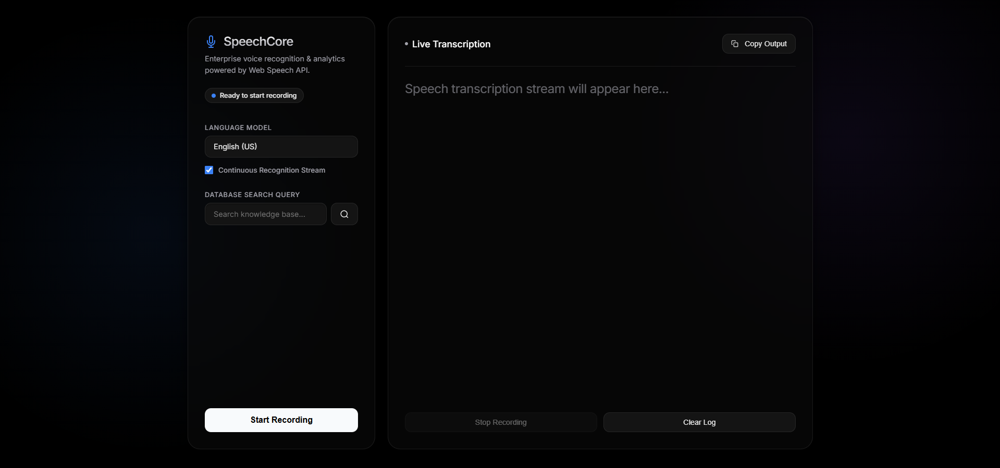 SpeechCore
Enterprise voice recognition & analytics
powered by Web Speech API.
Ready to start recording
LANGUAGE MODEL
English (US)
Continuous Recognition Stream
DATABASE SEARCH QUERY
Search knowledge base...
Start Recording
Live Transcription
Copy Output
Speech transcription stream will appear here...
Stop Recording
Clear Log